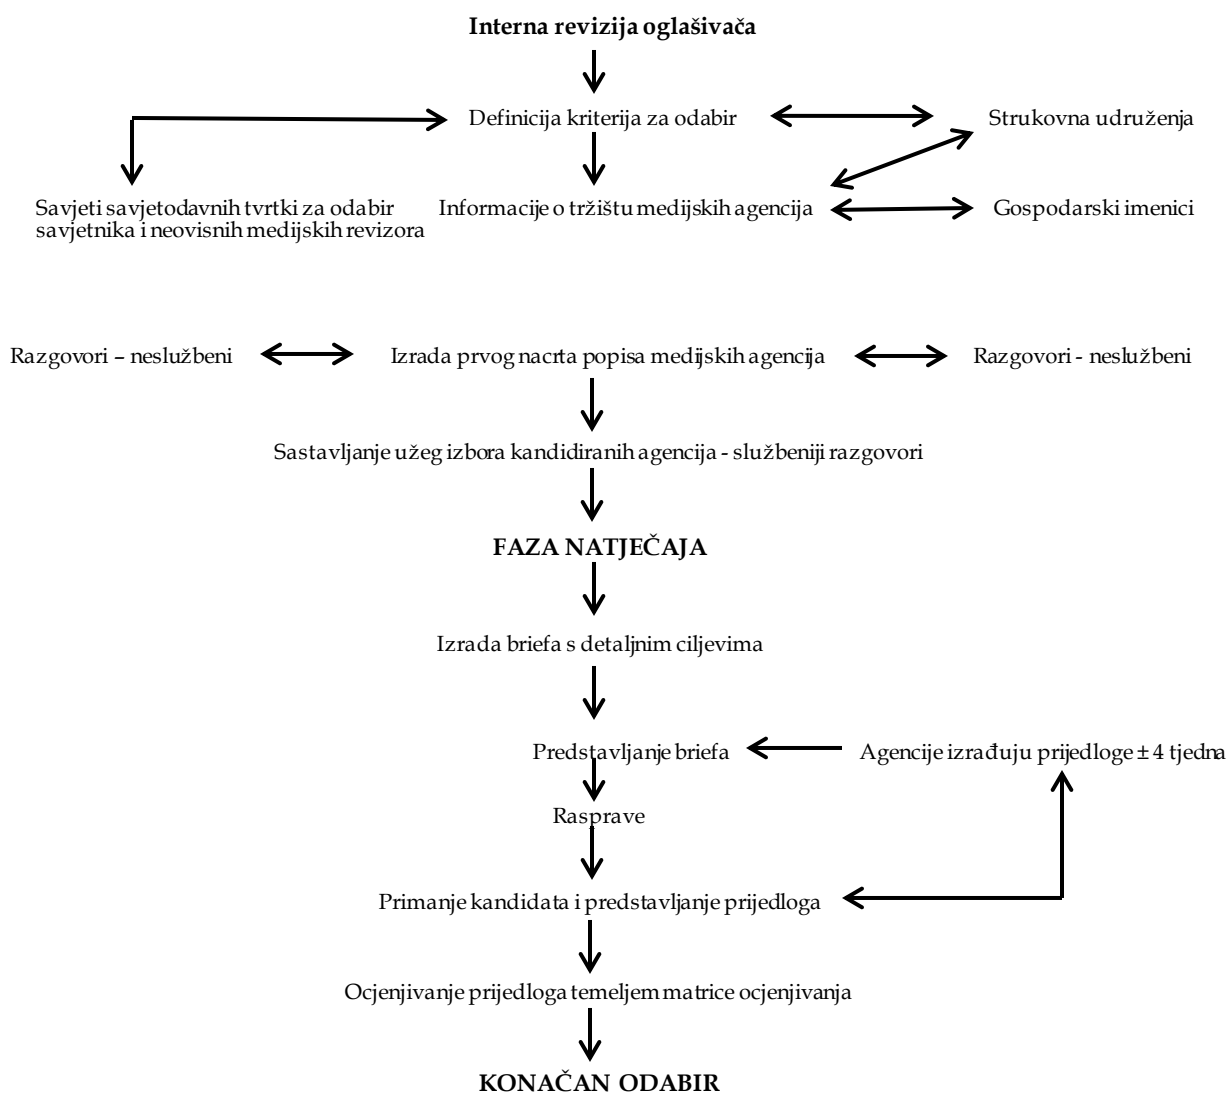 Interna revizija oglašivača
Definicija kriterija za odabir
Strukovna udruženja
Savjeti savjetodavnih tvrtki za odabir
savjetnika i neovisnih medijskih revizora
Informacije o tržištu medijskih agencija
Gospodarski imenici
Razgovori – neslužbeni
Izrada prvog nacrta popisa medijskih agencija
Razgovori - neslužbeni
Sastavljanje užeg izbora kandidiranih agencija - službeniji razgovori
FAZA NATJEČAJA
Izrada briefa s detaljnim ciljevima
Predstavljanje briefa
Agencije izrađuju prijedloge ± 4 tjedna
Rasprave
Primanje kandidata i predstavljanje prijedloga
Ocjenjivanje prijedloga temeljem matrice ocjenjivanja
KONAČAN ODABIR